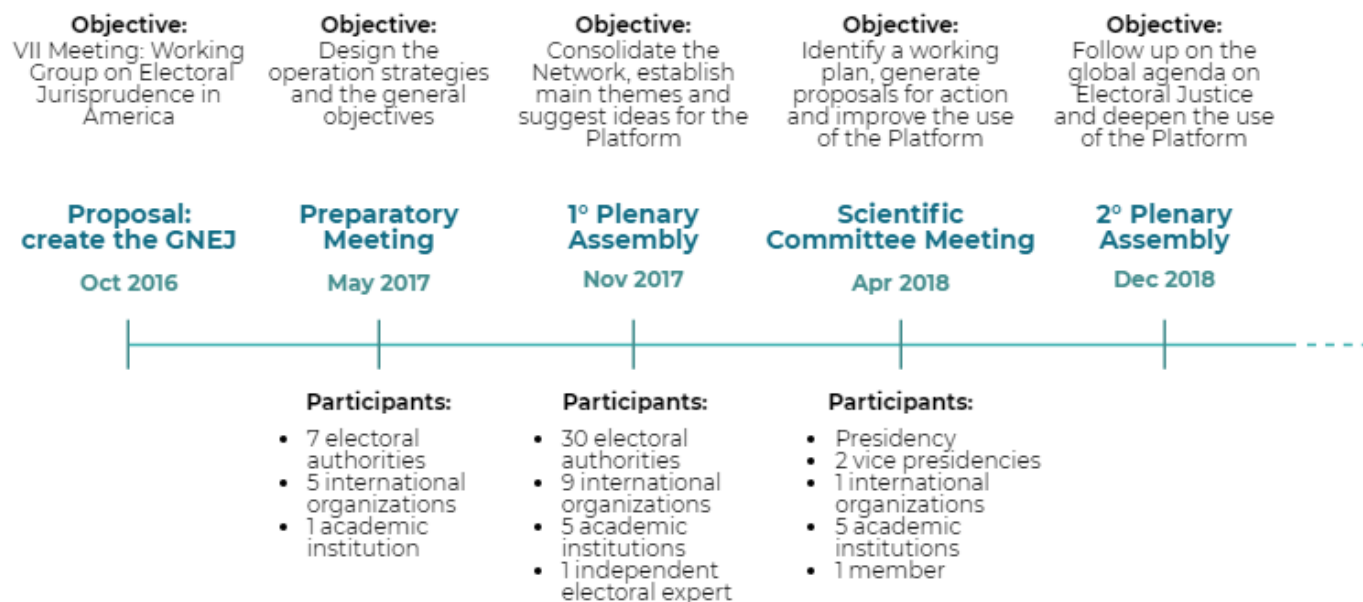 Objective:
VII Meeting: Working
Group on Electoral
Jurisprudence in
America
Objective:
Design the
operation strategies
and the general
objectives
Objective:
Consolidate the
Network, establish
main themes and
suggest ideas for the
Platform
Objective:
Identify a working
plan, generate
proposals for action
and improve the use
of the Platform
Objective:
Follow up on the
global agenda on
Electoral Justice
and deepen the use
of the Platform
Proposal:
create the GNEJ
Oct 2016
Preparatory
Meeting
May 2017
1° Plenary
Assembly
Nov 2017
Scientific
Committee Meeting
Apr 2018
2° Plenary
Assembly
Dec 2018
Participants:
• 7 electoral
authorities
• 5 international
organizations
• 1 academic
institution
Participants:
• 30 electoral
authorities
• 9 international
organizations
• 5 academic
institutions
• 1 independent
electoral expert
Participants:
• Presidency
• 2 vice presidencies
• 1 international
organizations
• 5 academic
institutions
• 1 member